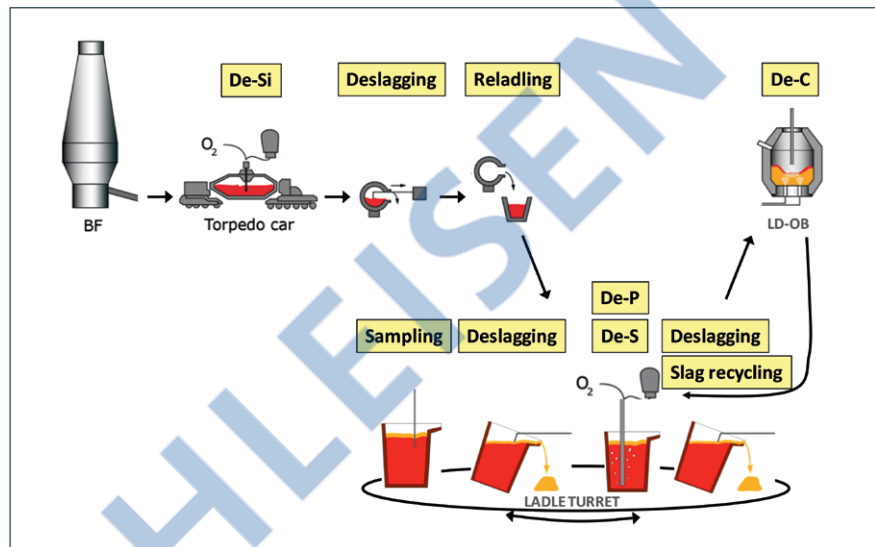 De-Si
Deslagging
Reladling
De-C
O2
BF
Torpedo car
LD-OB
De-P
Sampling
Deslagging
De-S
Deslagging
Slag recycling
O2
LADLE TURRET
HLEISEN